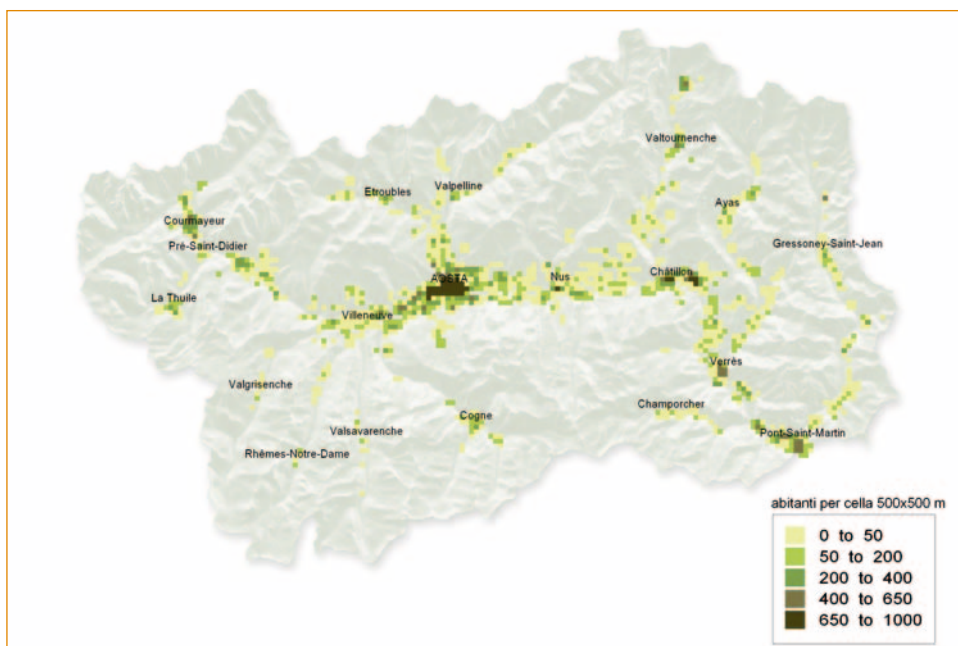 Valtournenche
Etroubles
Valpelline
Ayas
Courmayeur
Gressoney-Saint-Jean
Pré-Saint-Didier
AOSTA
Nus
Châtillon
La Thuile
Villeneuve
Verrès
Valgrisenche
Champorcher
Cogne
Valsavarenche
Pont-Saint-Martin
Rhêmes-Notre-Dame
abitanti per cella 500x500 m
0 to 50
50 to 200
200 to 400
400 to 650
650 to 1000